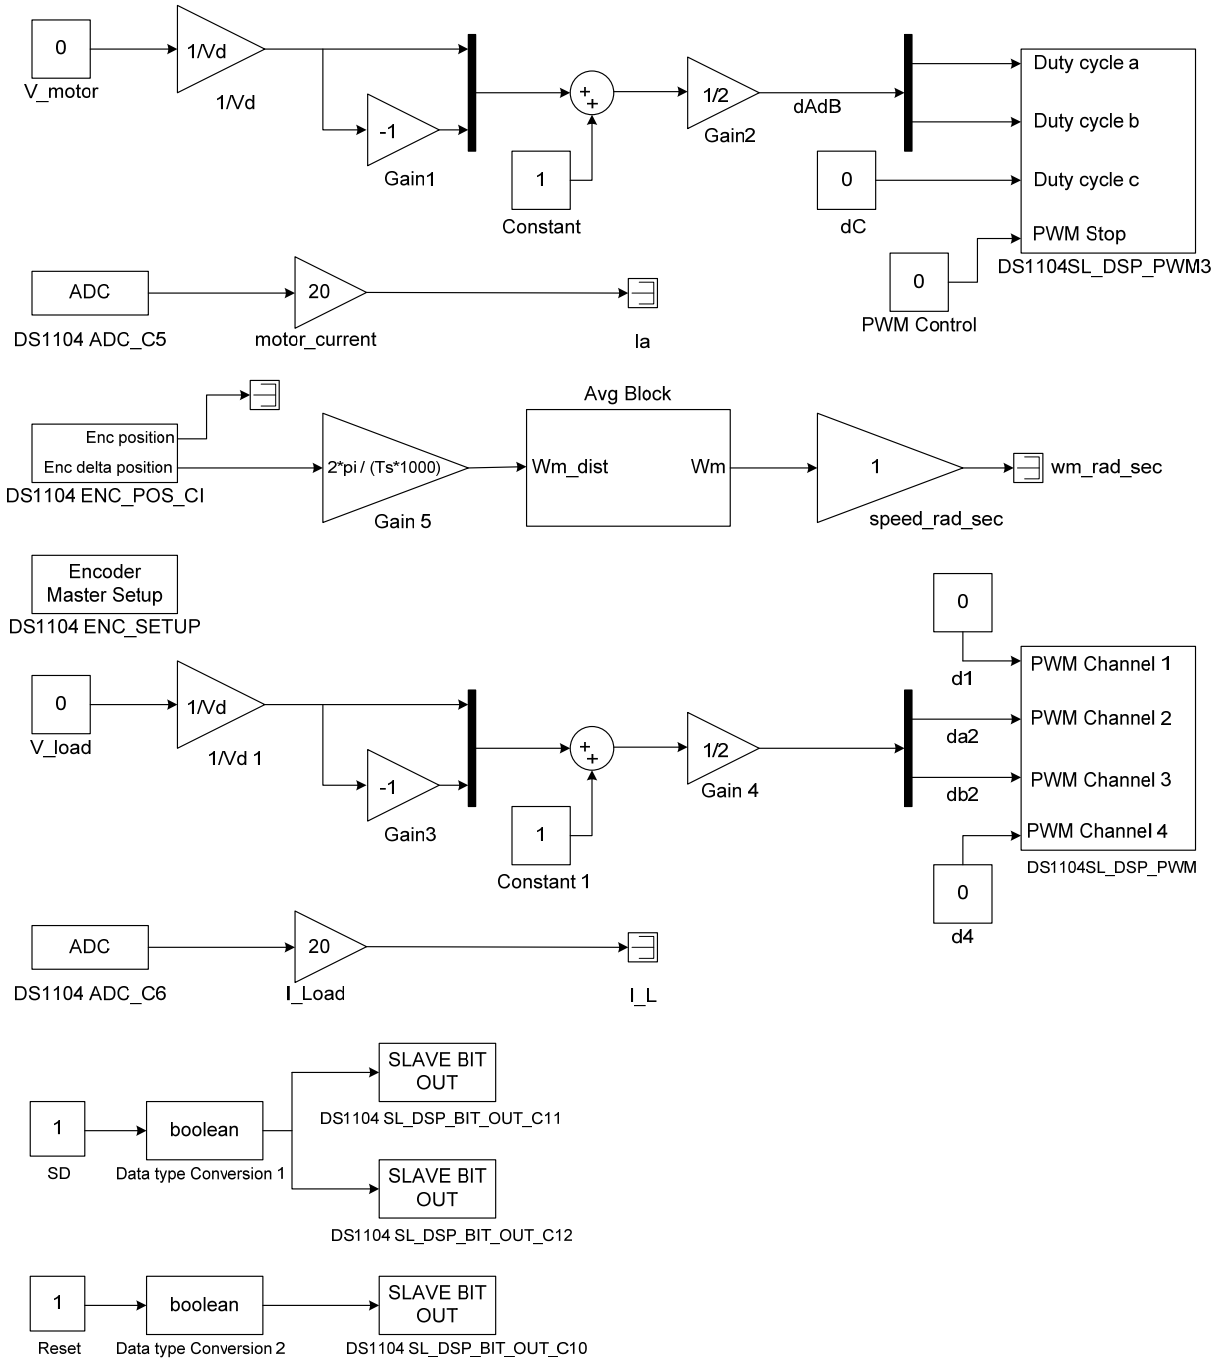 0
V_motor
1/Vd
1/Vd
-1
Gain1
+
+
1
Constant
1/2
Gain2
dAdB
0
dC
Duty cycle a
Duty cycle b
Duty cycle c
PWM Stop
DS1104SL_DSP_PWM3
0
PWM Control
ADC
DS1104 ADC_C5
20
motor_current
Ia
Enc position
Enc delta position
DS1104 ENC_POS_CI
2*pi / (Ts*1000)
Gain 5
Avg Block
Wm_dist
Wm
1
speed_rad_sec
wm_rad_sec
Encoder
Master Setup
DS1104 ENC_SETUP
0
V_load
1/Vd
1/Vd 1
-1
Gain3
+
+
1
Constant 1
1/2
Gain 4
0
d1
da2
db2
PWM Channel 1
PWM Channel 2
PWM Channel 3
PWM Channel 4
DS1104SL_DSP_PWM
0
d4
ADC
DS1104 ADC_C6
20
I_Load
I_L
1
SD
boolean
Data type Conversion 1
SLAVE BIT
OUT
DS1104 SL_DSP_BIT_OUT_C11
SLAVE BIT
OUT
DS1104 SL_DSP_BIT_OUT_C12
1
Reset
boolean
Data type Conversion 2
SLAVE BIT
OUT
DS1104 SL_DSP_BIT_OUT_C10